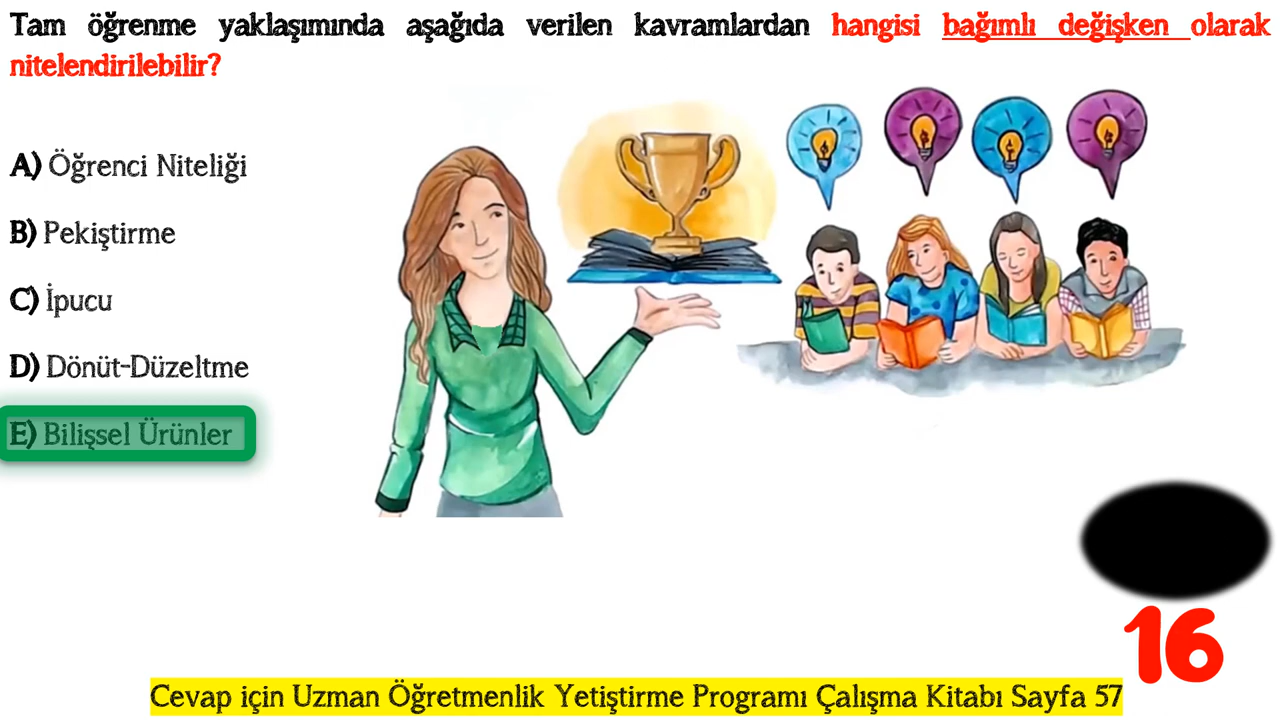 Tam öğrenme yaklaşımında aşağıda verilen kavramlardan hangisi bağımlı değişken olarak
nitelendirilebilir?
A) Öğrenci Niteliği
B) Pekiştirme
C) İpucu
D) Dönüt-Düzeltme
E) Bilişsel Ürünler
16
Cevap için Uzman Öğretmenlik Yetiştirme Programı Çalışma Kitabı Sayfa 57